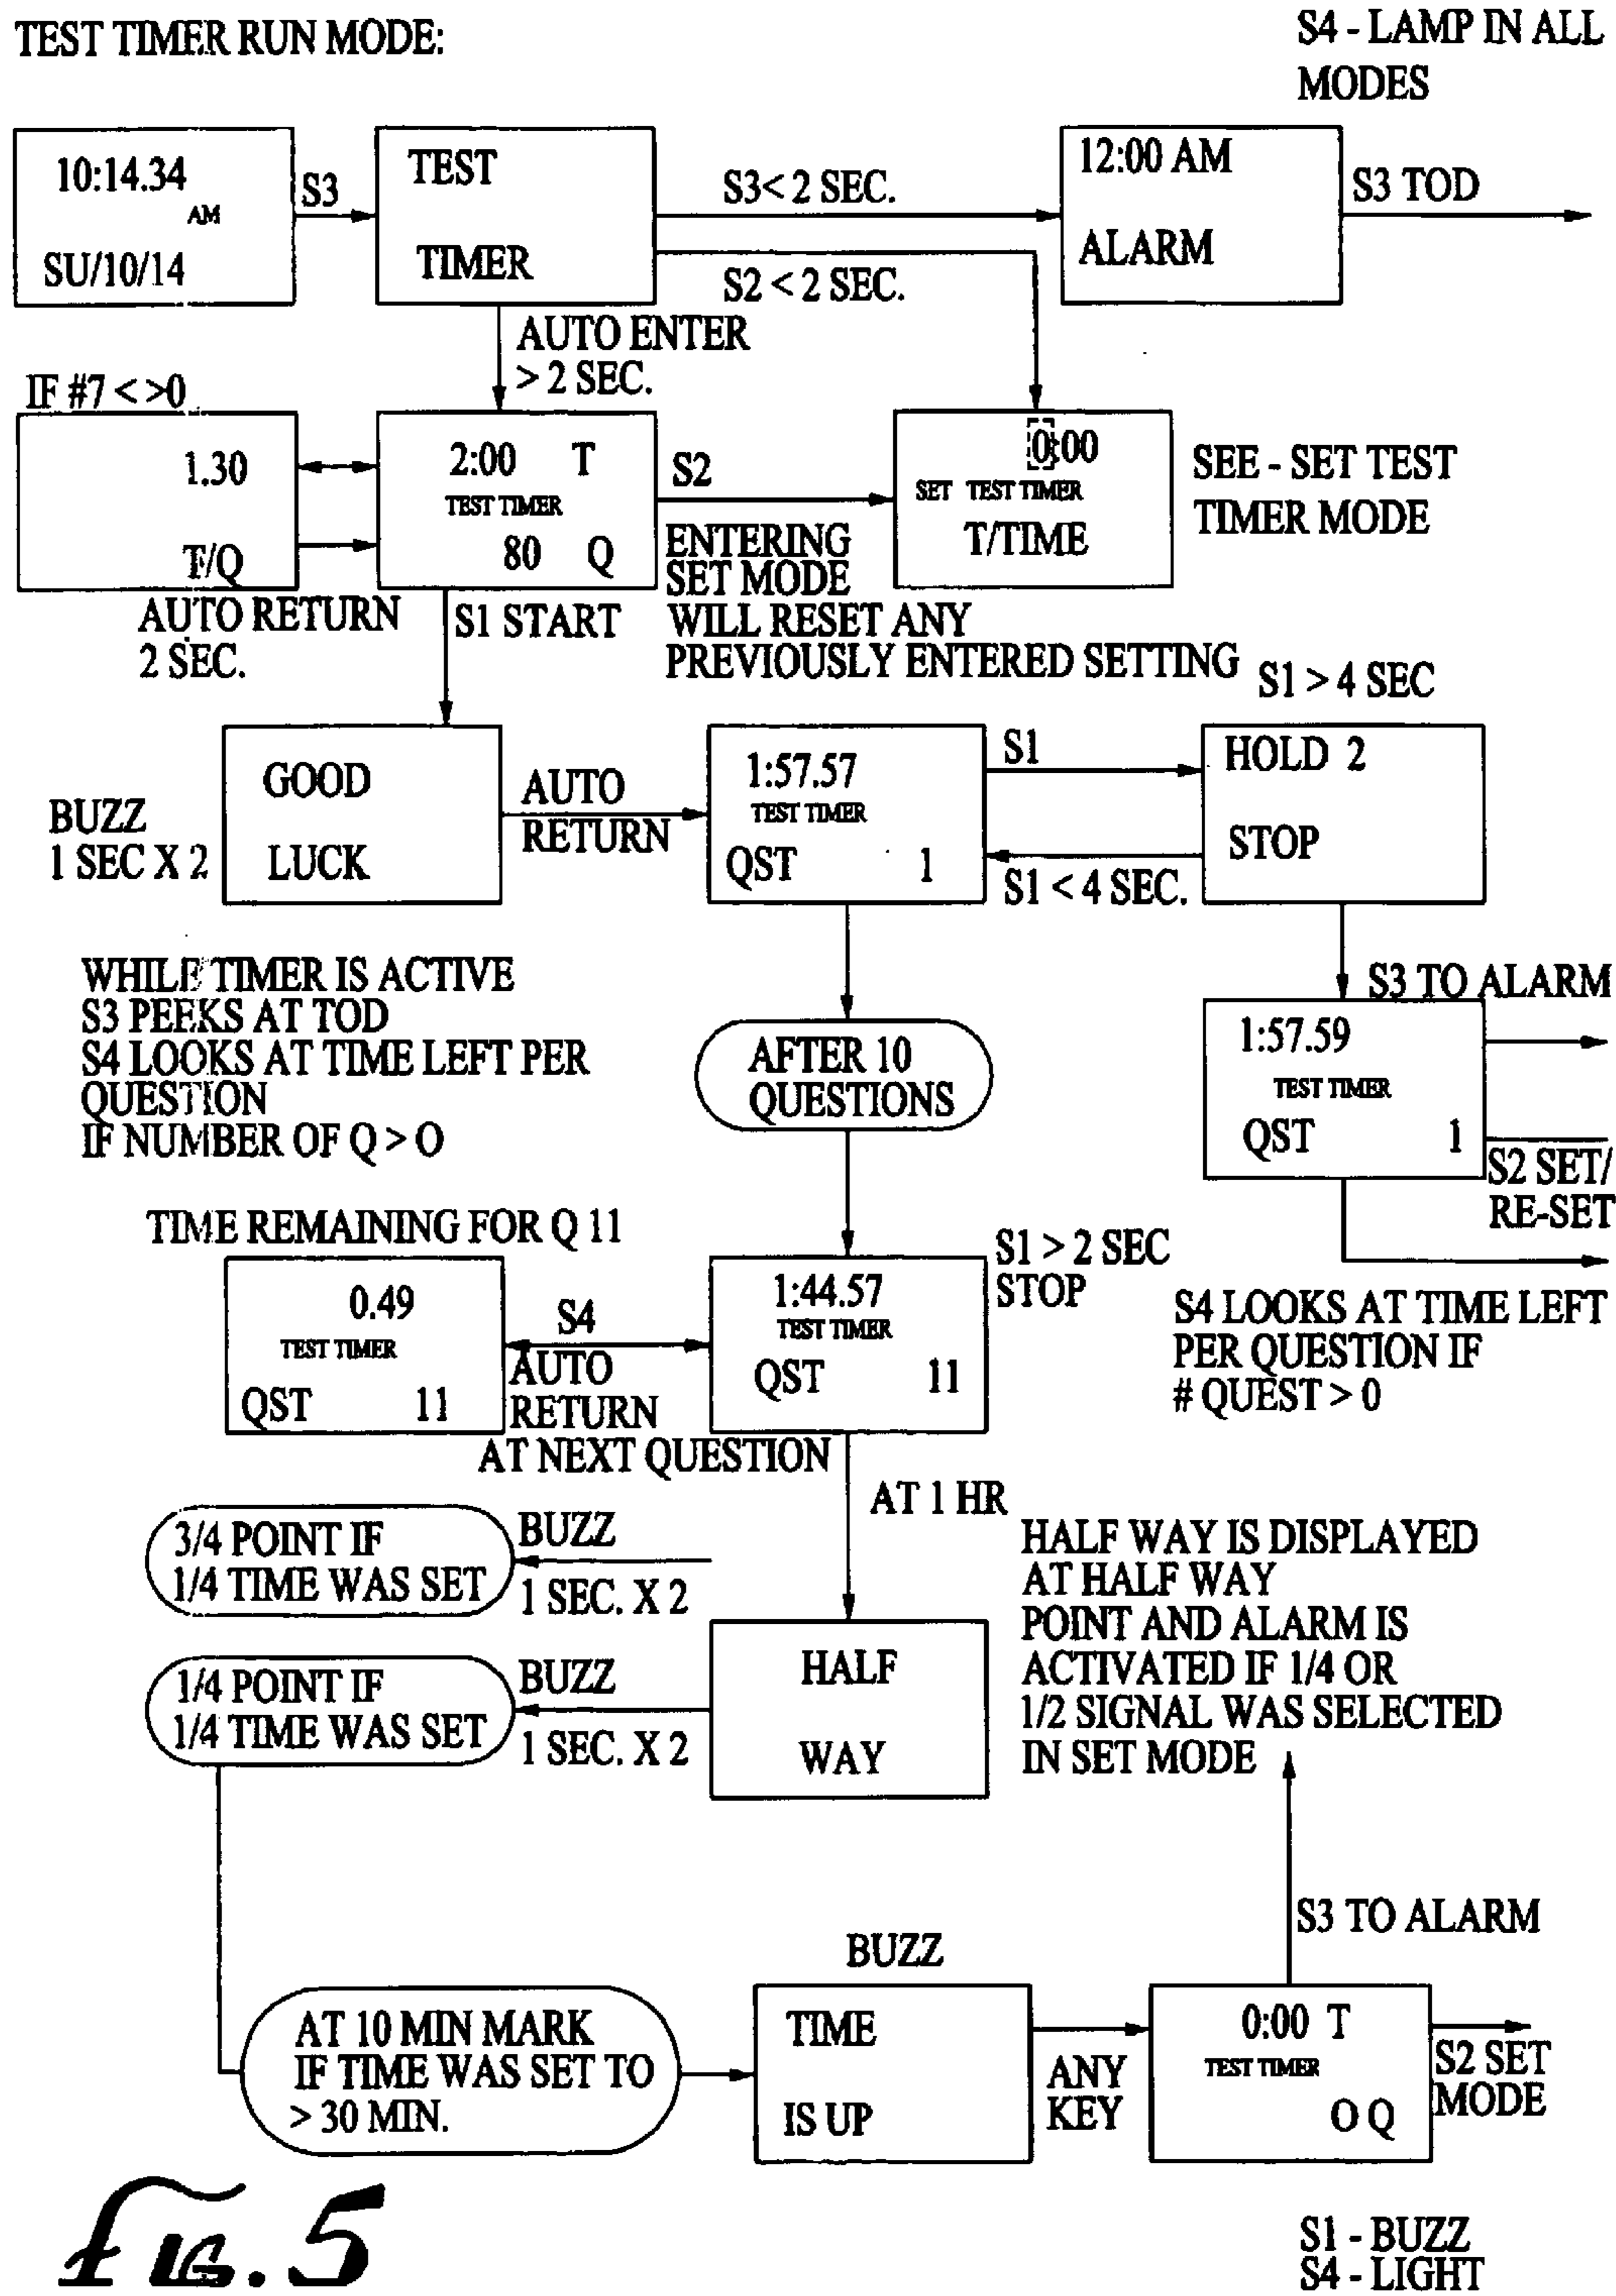 TEST TIMER RUN MODE:
S4 - LAMP IN ALL
MODES
10:14.34
AM
SU/10/14
S3
TEST
TIMER
S3< 2 SEC.
S2 < 2 SEC.
12:00 AM
ALARM
S3 TOD
AUTO ENTER
> 2 SEC.
IF #7 < >0
1.30
T/Q
AUTO RETURN
2 SEC.
2:00 T
TEST TIMER
80 Q
S2
ENTERING
SET MODE
WILL RESET ANY
PREVIOUSLY ENTERED SETTING
0:00
SET TEST TIMER
T/TIME
SEE - SET TEST
TIMER MODE
S1 START
BUZZ
1 SEC X 2
GOOD
LUCK
AUTO
RETURN
1:57.57
TEST TIMER
QST 1
S1
S1 < 4 SEC.
S1 > 4 SEC
HOLD 2
STOP
WHILE TIMER IS ACTIVE
S3 PEEKS AT TOD
S4 LOOKS AT TIME LEFT PER
QUESTION
IF NUMBER OF Q > O
AFTER 10
QUESTIONS
S3 TO ALARM
1:57.59
TEST TIMER
QST 1
S2 SET/
RE-SET
S4 LOOKS AT TIME LEFT
PER QUESTION IF
# QUEST > 0
TIME REMAINING FOR Q 11
0.49
TEST TIMER
QST 11
S4
AUTO
RETURN
AT NEXT QUESTION
1:44.57
TEST TIMER
QST 11
S1 > 2 SEC
STOP
AT 1 HR
3/4 POINT IF
1/4 TIME WAS SET
BUZZ
1 SEC. X 2
1/4 POINT IF
1/4 TIME WAS SET
BUZZ
1 SEC. X 2
HALF
WAY
HALF WAY IS DISPLAYED
AT HALF WAY
POINT AND ALARM IS
ACTIVATED IF 1/4 OR
1/2 SIGNAL WAS SELECTED
IN SET MODE
S3 TO ALARM
AT 10 MIN MARK
IF TIME WAS SET TO
> 30 MIN.
BUZZ
TIME
IS UP
ANY
KEY
0:00 T
TEST TIMER
O Q
S2 SET
MODE
FIG. 5
S1 - BUZZ
S4 - LIGHT